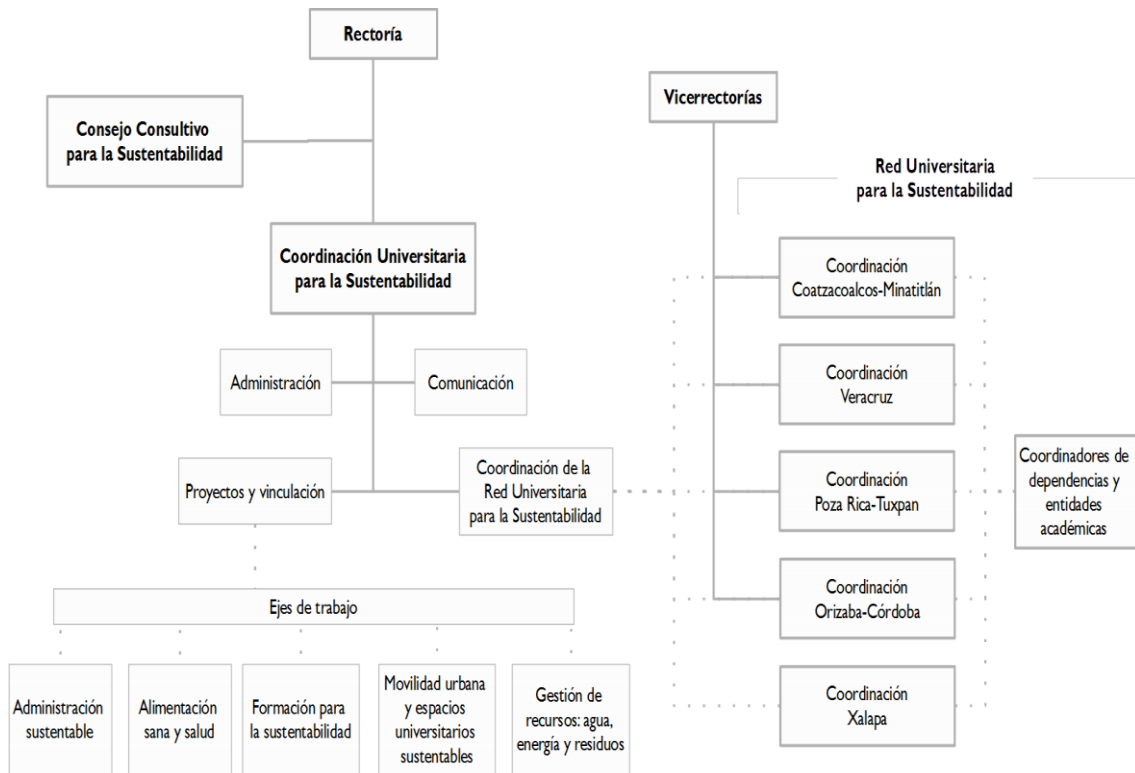 Rectoría
Consejo Consultivo
para la Sustentabilidad
Coordinación Universitaria
para la Sustentabilidad
Administración
Comunicación
Proyectos y vinculación
Coordinación de la
Red Universitaria
para la Sustentabilidad
Ejes de trabajo
Administración
sustentable
Alimentación
sana y salud
Formación para
la sustentabilidad
Movilidad urbana
y espacios
universitarios
sustentables
Gestión de
recursos: agua,
energía y residuos
Vicerrectorías
Red Universitaria
para la Sustentabilidad
Coordinación
Coatzacoalcos-Minatitlán
Coordinación
Veracruz
Coordinación
Poza Rica-Tuxpan
Coordinación
Orizaba-Córdoba
Coordinación
Xalapa
Coordinadores de
dependencias y
entidades
académicas